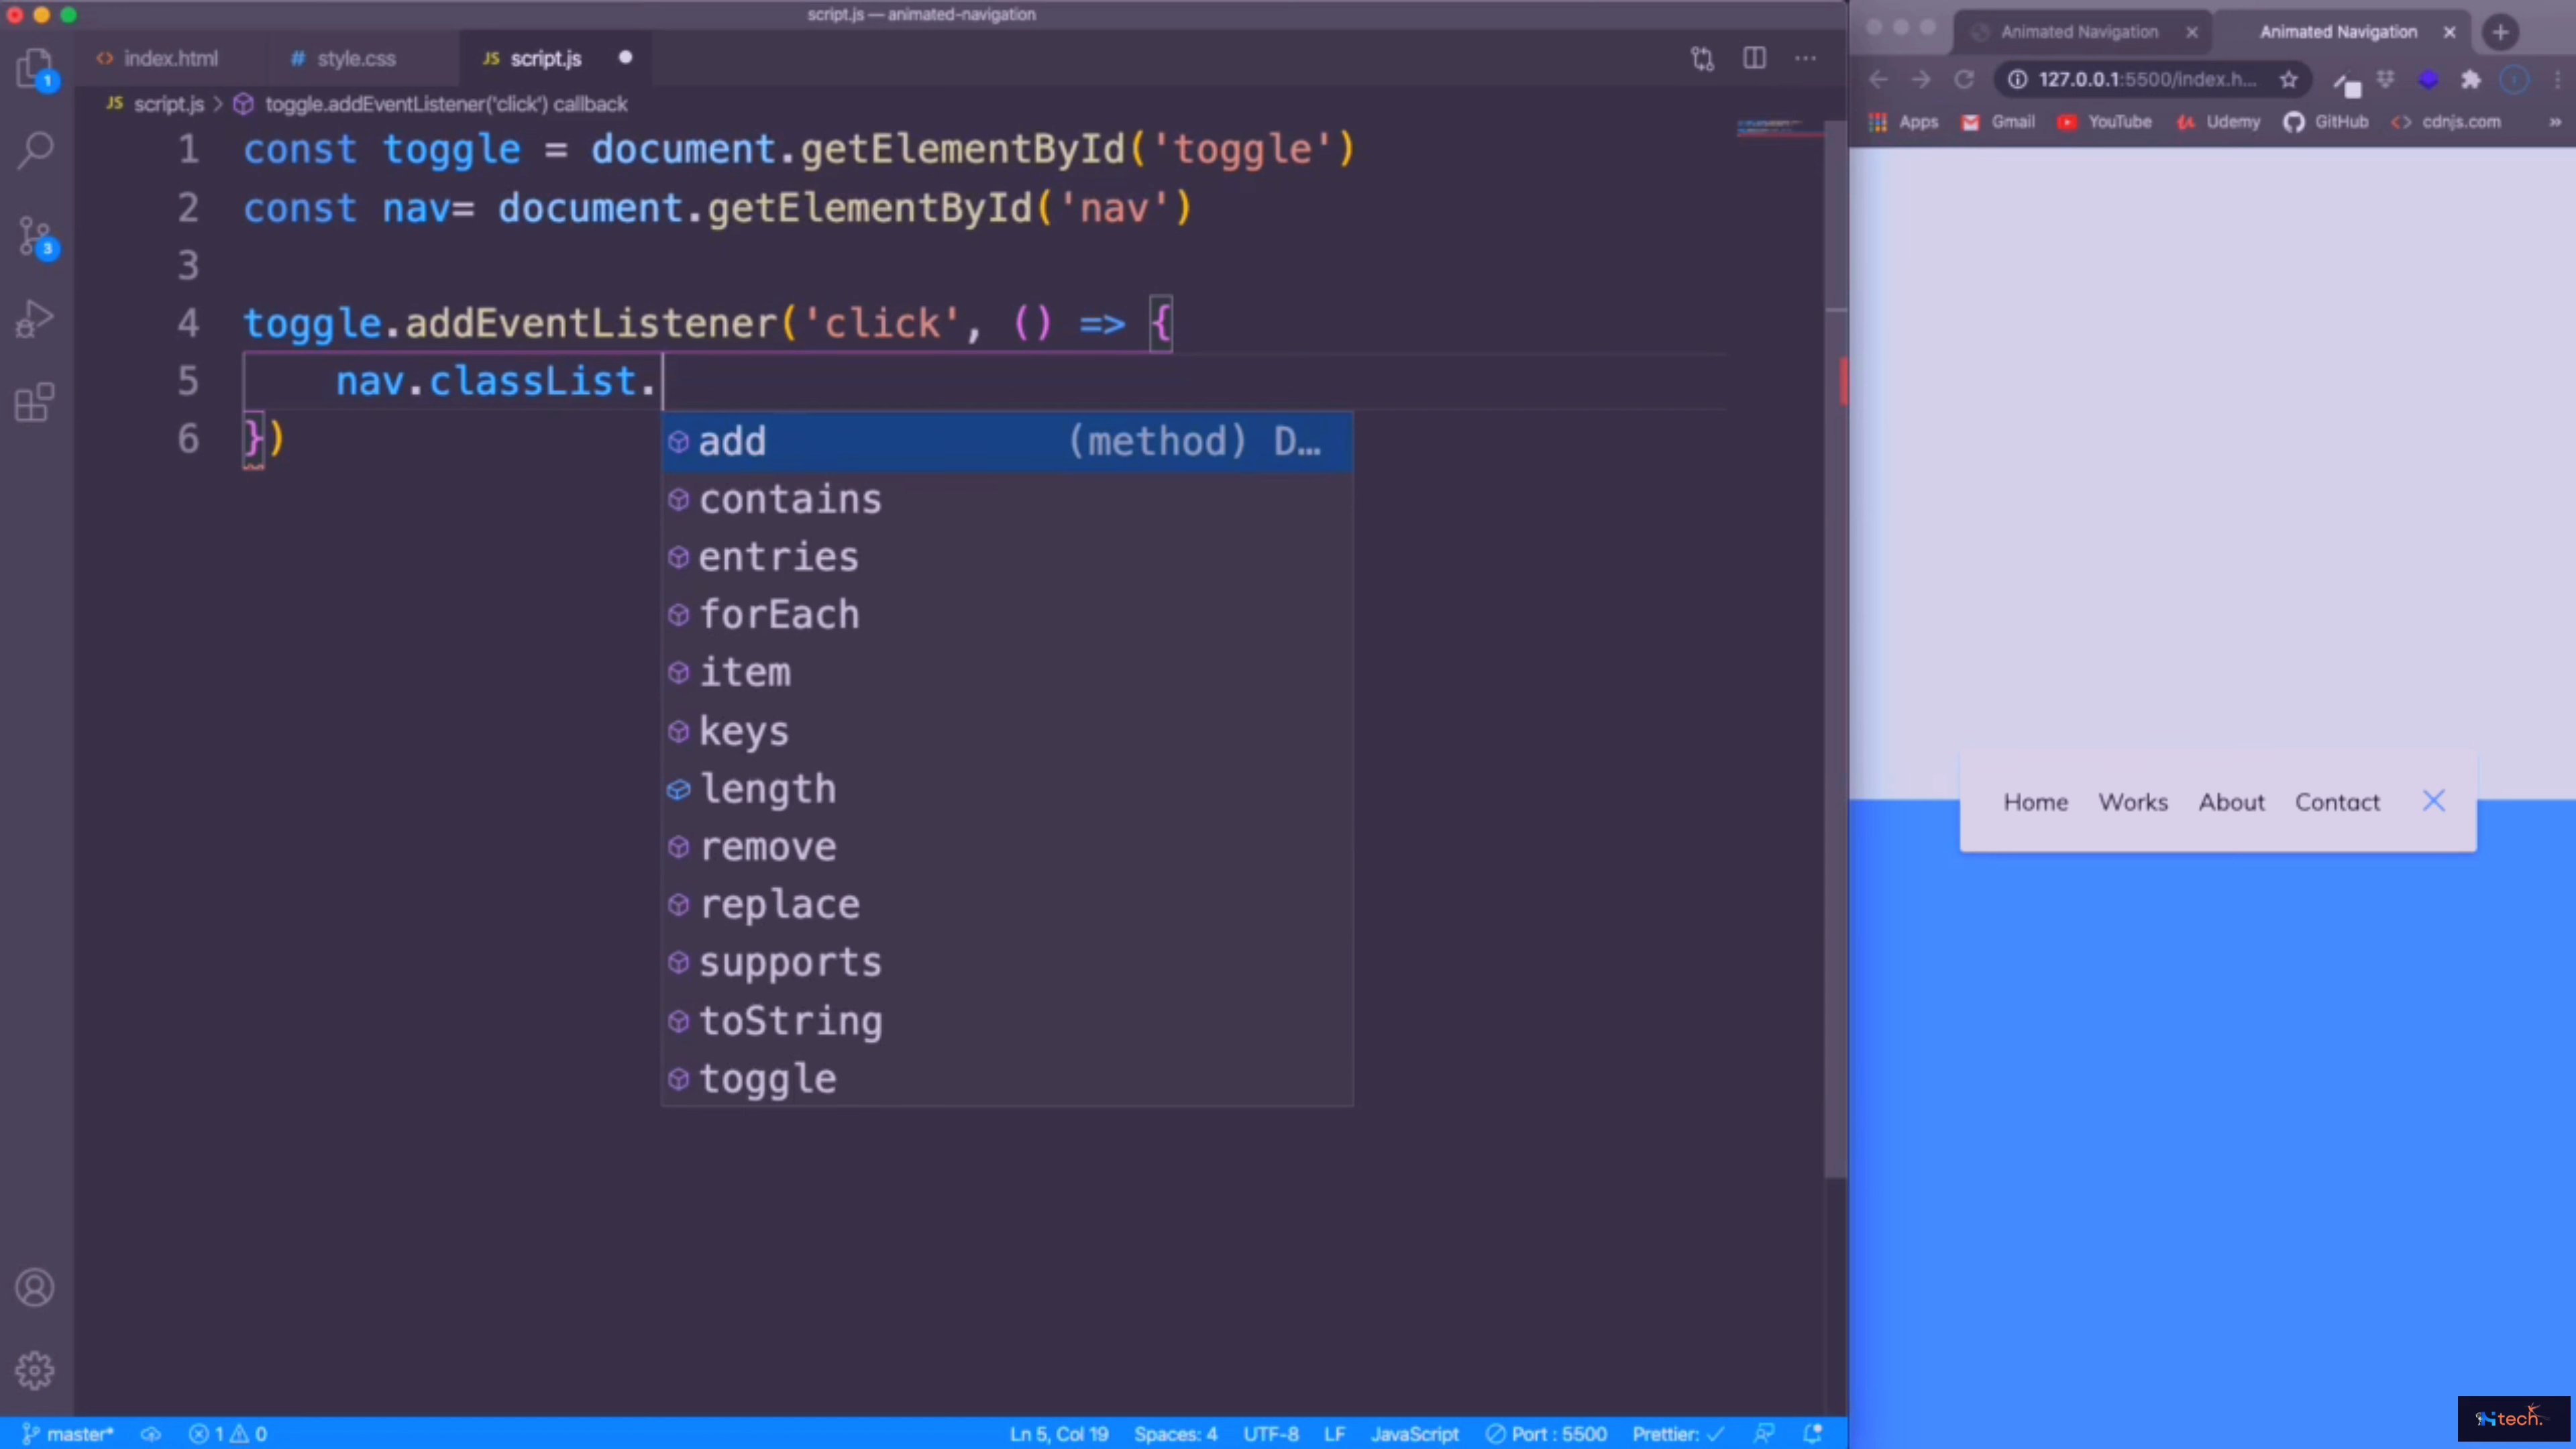 script.js — animated-navigation
index.html
style.css
JS script.js
JS script.js > toggle.addEventListener('click') callback
1 const toggle = document.getElementById('toggle')
2 const nav= document.getElementById('nav')
3
4 toggle.addEventListener('click', () => {
5 nav.classList.
6 })
add (method) D…
contains
entries
forEach
item
keys
length
remove
replace
supports
toString
toggle
1
3
master*
1 0
Ln 5, Col 19 Spaces: 4 UTF-8 LF JavaScript Port : 5500 Prettier: ✓
Animated Navigation
Animated Navigation
127.0.0.1:5500/index.h...
Apps Gmail YouTube Udemy GitHub cdnjs.com »
Home Works About Contact
tech.